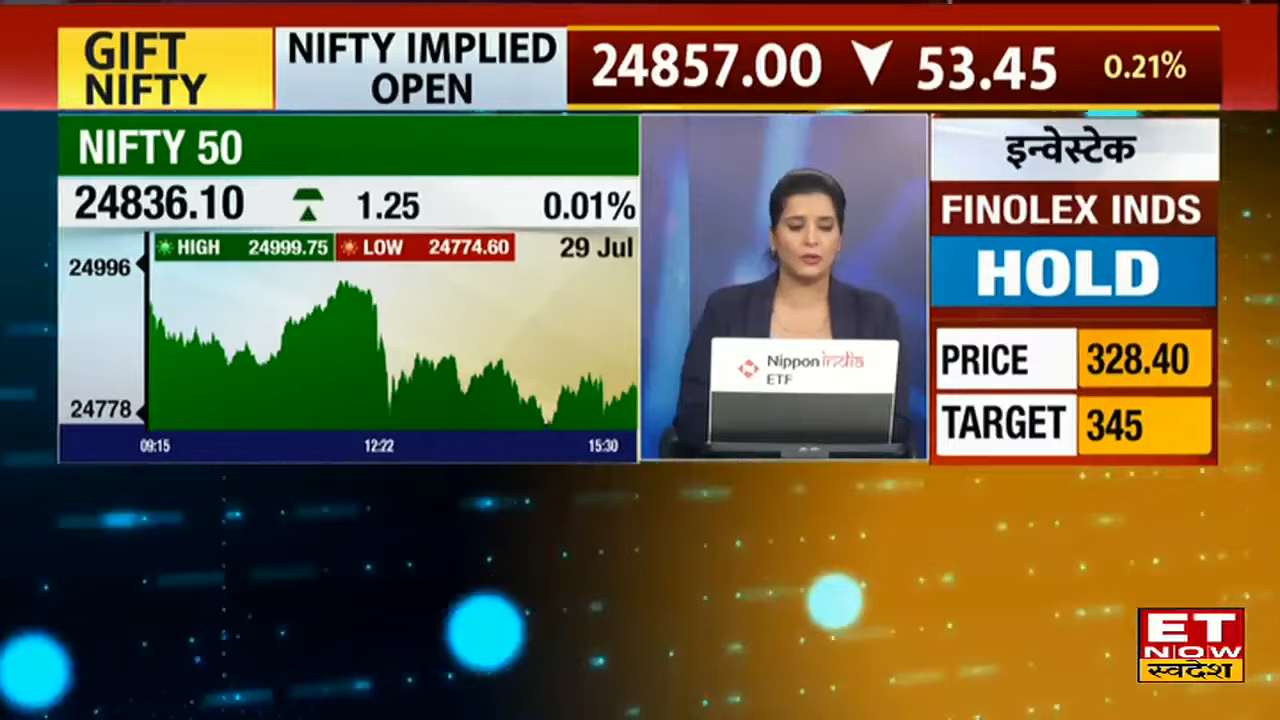 GIFT
NIFTY
NIFTY IMPLIED
OPEN
24857.00 ▼ 53.45 0.21%
NIFTY 50
24836.10 ▲ 1.25 0.01%
HIGH 24999.75 LOW 24774.60 29 Jul
24996
24778
09:15 12:22 15:30
Nippon india
ETF
इन्वेस्टेक
FINOLEX INDS
HOLD
PRICE 328.40
TARGET 345
ET
NOW
स्वदेश